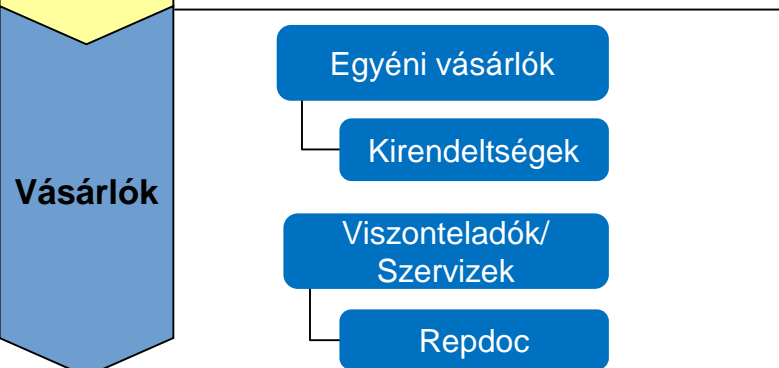 Egyéni vásárlók
Kirendeltségek
Vásárlók
Viszonteladók/
Szervizek
Repdoc